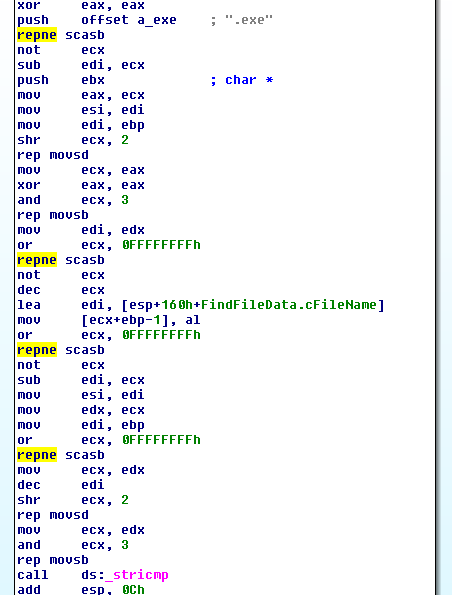 xor eax, eax
push offset a_exe ; ".exe"
repne scasb
not ecx
sub edi, ecx
push ebx ; char *
mov eax, ecx
mov esi, edi
mov edi, ebp
shr ecx, 2
rep movsd
mov ecx, eax
xor eax, eax
and ecx, 3
rep movsb
mov edi, edx
or ecx, 0FFFFFFFFh
repne scasb
not ecx
dec ecx
lea edi, [esp+160h+FindFileData.cFileName]
mov [ecx+ebp-1], al
or ecx, 0FFFFFFFFh
repne scasb
not ecx
sub edi, ecx
mov esi, edi
mov edx, ecx
mov edi, ebp
or ecx, 0FFFFFFFFh
repne scasb
mov ecx, edx
dec edi
shr ecx, 2
rep movsd
mov ecx, edx
and ecx, 3
rep movsb
call ds:_stricmp
add esp, 0Ch